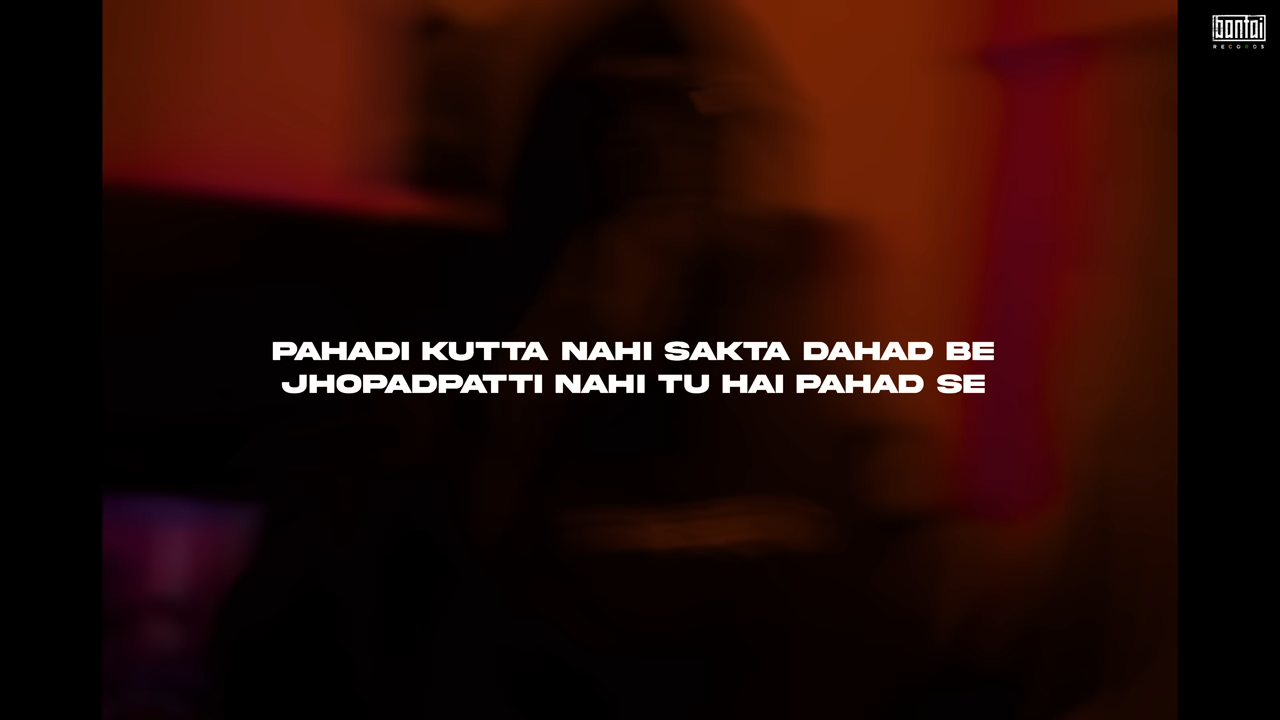 bantai
RECORDS
PAHADI KUTTA NAHI SAKTA DAHAD BE
JHOPADPATTI NAHI TU HAI PAHAD SE